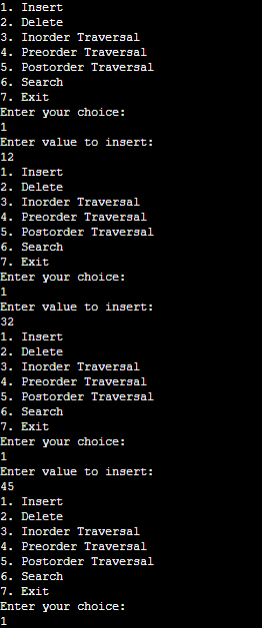 1. Insert
2. Delete
3. Inorder Traversal
4. Preorder Traversal
5. Postorder Traversal
6. Search
7. Exit
Enter your choice:
1
Enter value to insert:
12
1. Insert
2. Delete
3. Inorder Traversal
4. Preorder Traversal
5. Postorder Traversal
6. Search
7. Exit
Enter your choice:
1
Enter value to insert:
32
1. Insert
2. Delete
3. Inorder Traversal
4. Preorder Traversal
5. Postorder Traversal
6. Search
7. Exit
Enter your choice:
1
Enter value to insert:
45
1. Insert
2. Delete
3. Inorder Traversal
4. Preorder Traversal
5. Postorder Traversal
6. Search
7. Exit
Enter your choice:
1